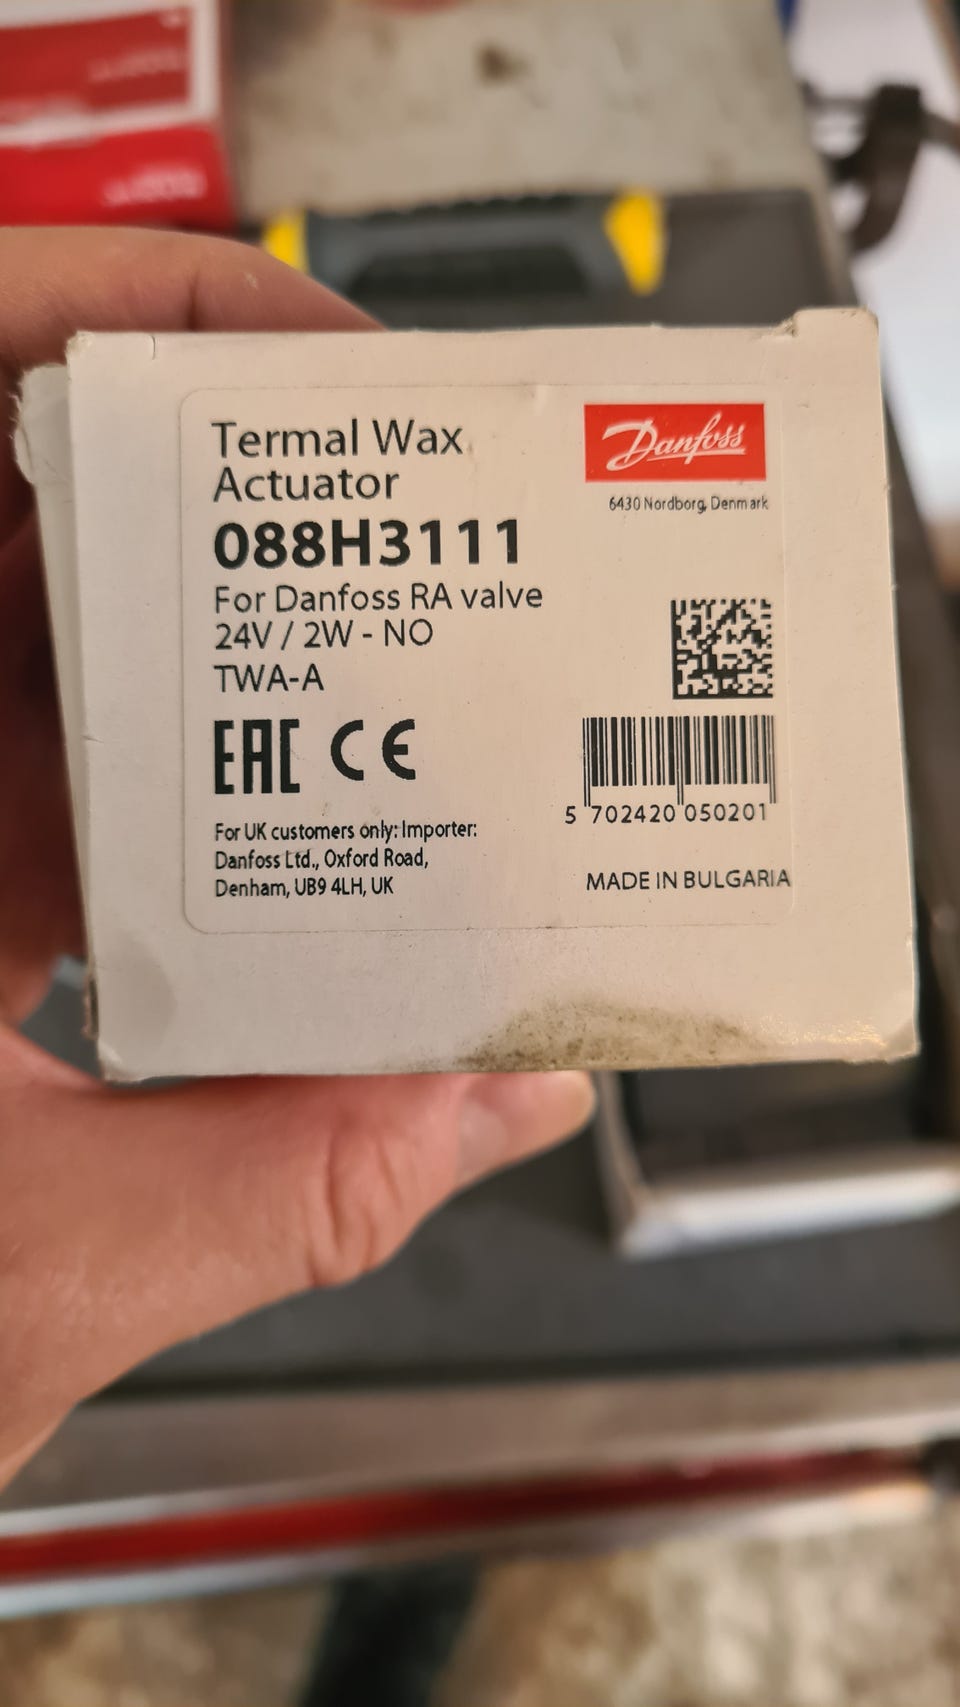 Termal Wax
Actuator
088H3111
For Danfoss RA valve
24V / 2W - NO
TWA-A
EAC CE
For UK customers only: Importer:
Danfoss Ltd., Oxford Road,
Denham, UB9 4LH, UK
Danfoss
6430 Nordborg, Denmark
5 702420 050201
MADE IN BULGARIA